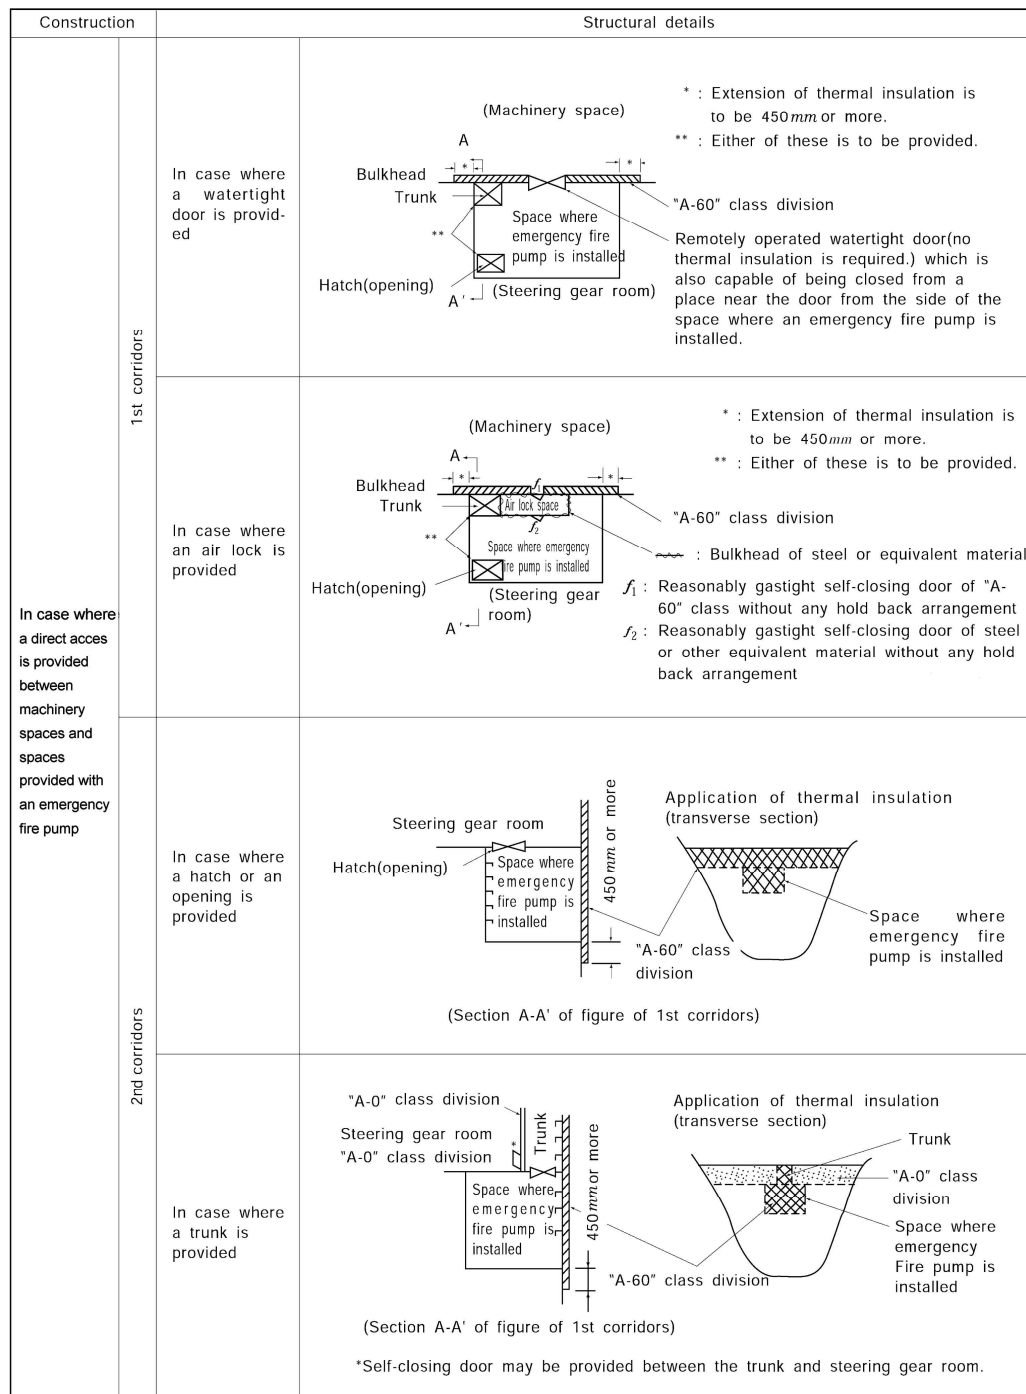 Construction
Structural details
In case where
a direct acces
is provided
between
machinery
spaces and
spaces
provided with
an emergency
fire pump
1st corridors
In case where
a watertight
door is provid-
ed
(Machinery space)
* : Extension of thermal insulation is
to be 450mm or more.
** : Either of these is to be provided.
A
*
*
Bulkhead
Trunk
"A-60" class division
**
Space where
emergency fire
pump is installed
Remotely operated watertight door(no
thermal insulation is required.) which is
also capable of being closed from a
place near the door from the side of the
space where an emergency fire pump is
installed.
Hatch(opening)
A'
(Steering gear room)
In case where
an air lock is
provided
(Machinery space)
* : Extension of thermal insulation is
to be 450mm or more.
** : Either of these is to be provided.
A
*
*
f1
Bulkhead
Trunk
Air lock space
f2
"A-60" class division
**
Space where emergency
fire pump is installed
: Bulkhead of steel or equivalent material
Hatch(opening)
(Steering gear
room)
A'
f1 : Reasonably gastight self-closing door of "A-
60" class without any hold back arrangement
f2 : Reasonably gastight self-closing door of steel
or other equivalent material without any hold
back arrangement
2nd corridors
In case where
a hatch or an
opening is
provided
Steering gear room
Hatch(opening)
Space where
emergency
fire pump is
installed
450mm or more
"A-60" class
division
Application of thermal insulation
(transverse section)
Space where
emergency fire
pump is installed
(Section A-A' of figure of 1st corridors)
In case where
a trunk is
provided
"A-0" class division
Steering gear room
"A-0" class division
*
Trunk
Space where
emergency
fire pump is
installed
450mm or more
"A-60" class
division
Application of thermal insulation
(transverse section)
Trunk
"A-0" class
division
Space where
emergency
Fire pump is
installed
(Section A-A' of figure of 1st corridors)
*Self-closing door may be provided between the trunk and steering gear room.